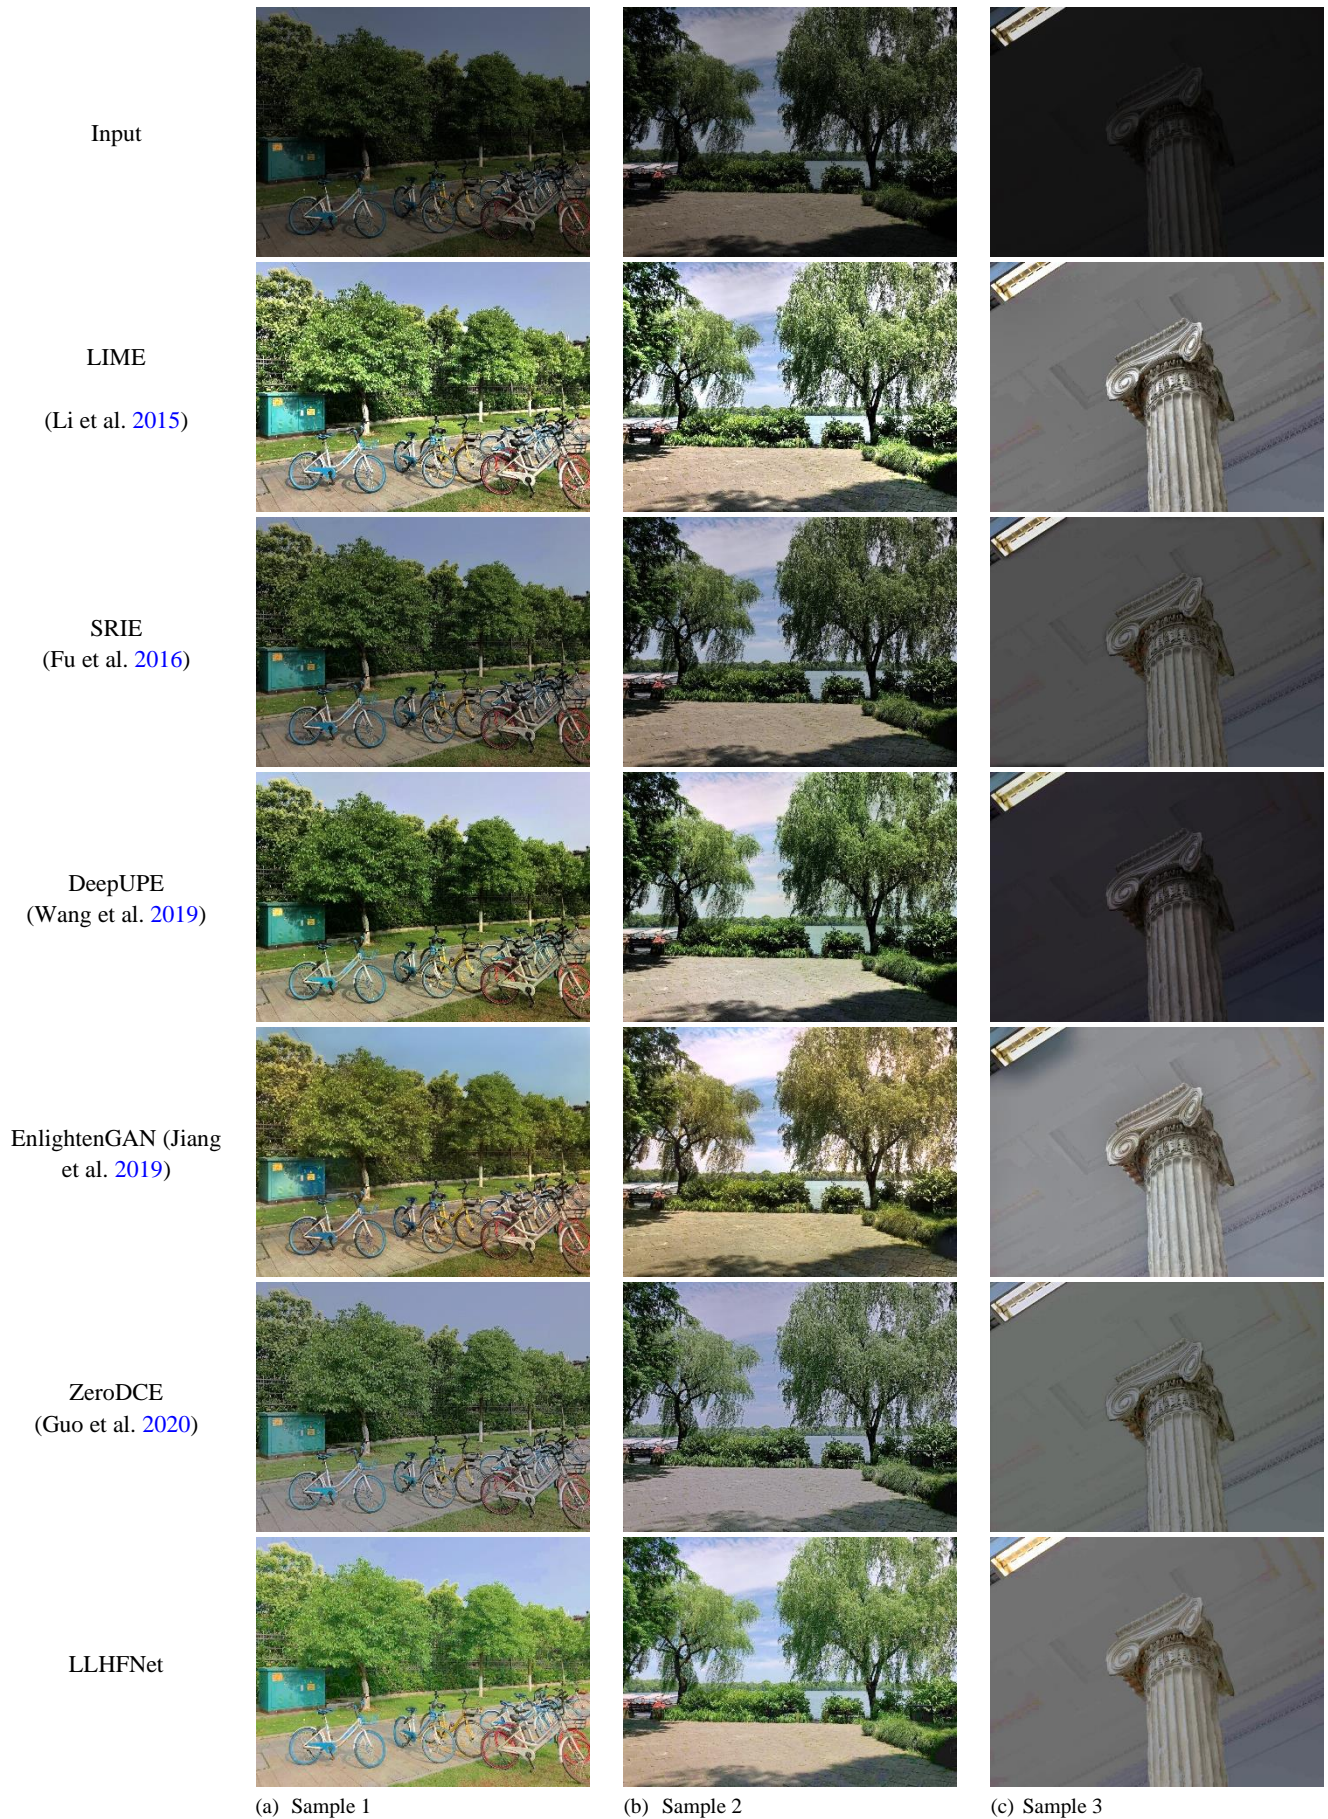 Input
LIME
(Li et al. 2015)
SRIE
(Fu et al. 2016)
DeepUPE
(Wang et al. 2019)
EnlightenGAN (Jiang
et al. 2019)
ZeroDCE
(Guo et al. 2020)
LLHFNet
(a) Sample 1
(b) Sample 2
(c) Sample 3